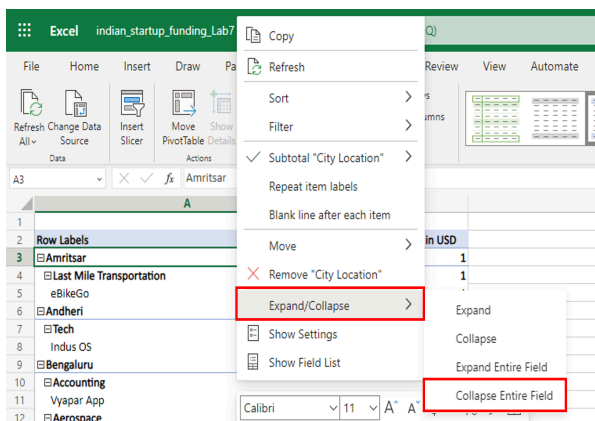 Excel indian_startup_funding_Lab7
Q)
File Home Insert Draw Pa Review View Automate
Refresh All Change Data Source
Insert Slicer
Move PivotTable
Show Details
umns
Data Actions
A3 fx Amritsar
A
1
2 Row Labels in USD
3 Amritsar 1
4 Last Mile Transportation 1
5 eBikeGo
6 Andheri
7 Tech
8 Indus OS
9 Bengaluru
10 Accounting
11 Vyapar App
12 Aerospace
Copy
Refresh
Sort
Filter
Subtotal "City Location"
Repeat item labels
Blank line after each item
Move
Remove "City Location"
Expand/Collapse
Show Settings
Show Field List
Expand
Collapse
Expand Entire Field
Collapse Entire Field
Calibri 11 A A